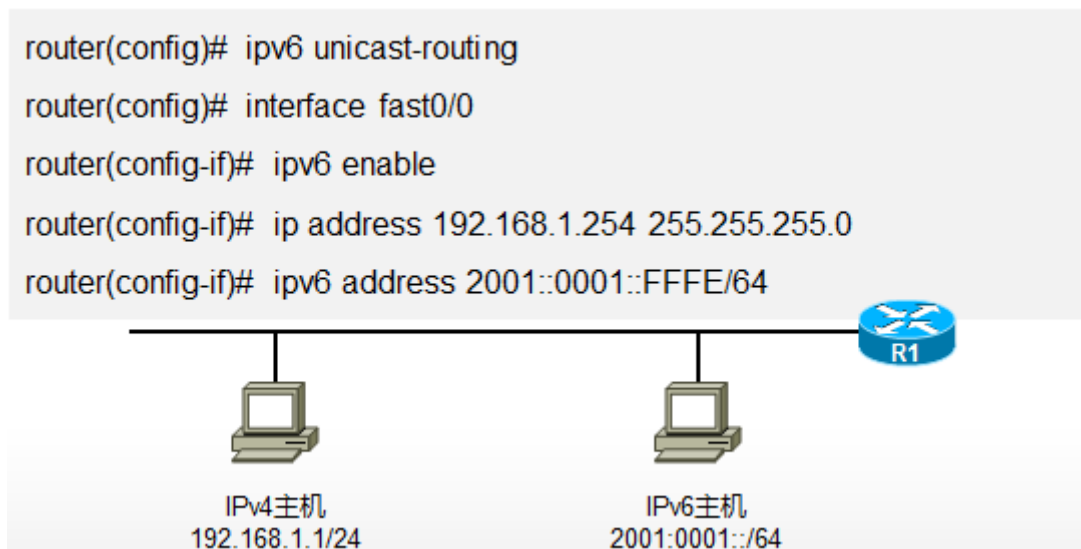 router(config)# ipv6 unicast-routing
router(config)# interface fast0/0
router(config-if)# ipv6 enable
router(config-if)# ip address 192.168.1.254 255.255.255.0
router(config-if)# ipv6 address 2001::0001::FFFE/64
R1
IPv4主机
192.168.1.1/24
IPv6主机
2001:0001::/64